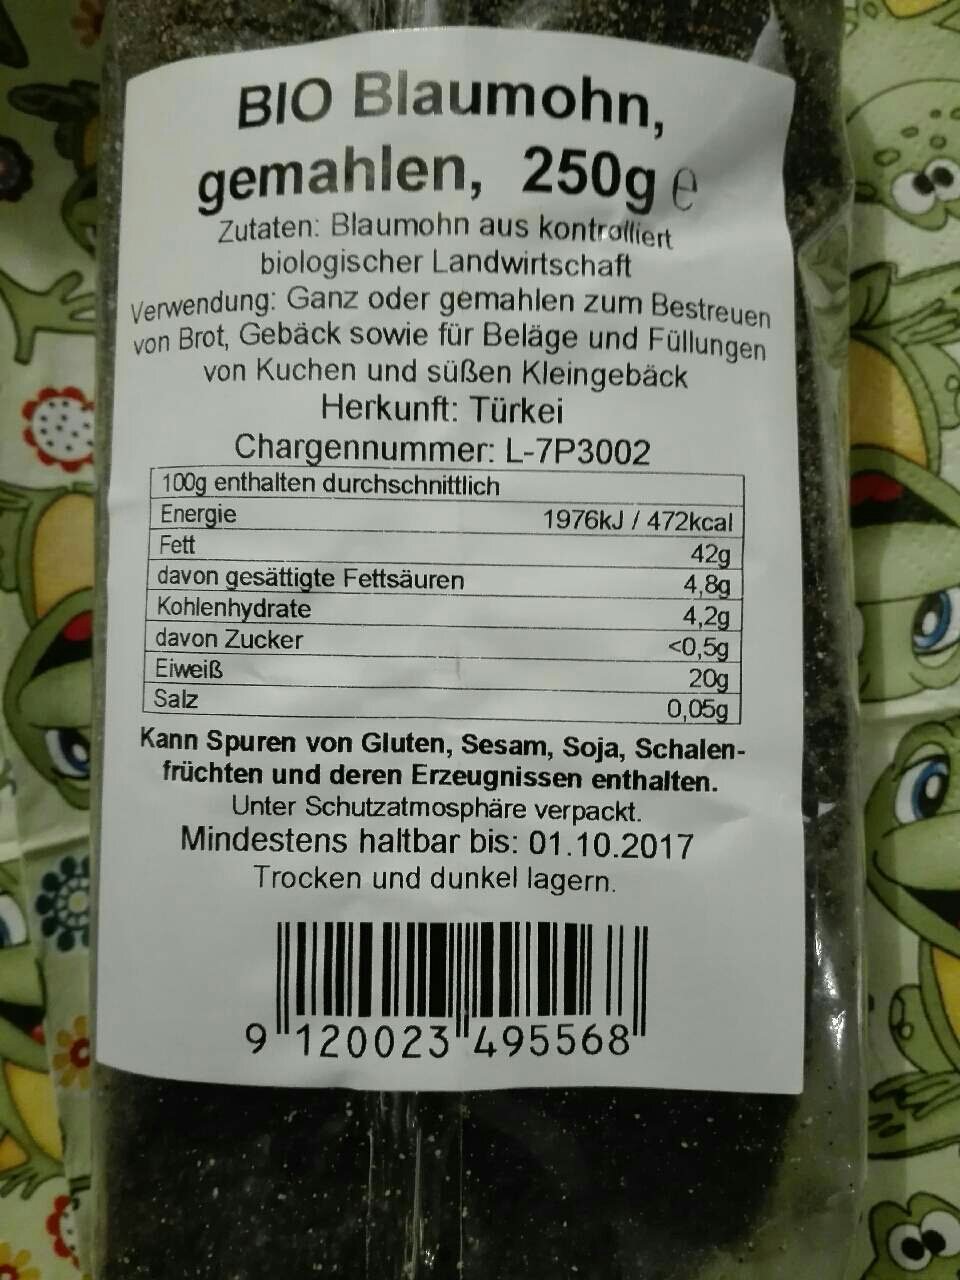 BIO Blaumohn,
gemahlen, 250g e
Zutaten: Blaumohn aus kontrolliert
biologischer Landwirtschaft
Verwendung: Ganz oder gemahlen zum Bestreuen
von Brot, Gebäck sowie für Beläge und Füllungen
von Kuchen und süßen Kleingebäck
Herkunft: Türkei
Chargennummer: L-7P3002
100g enthalten durchschnittlich
Energie 1976kJ / 472kcal
Fett 42g
davon gesättigte Fettsäuren 4,8g
Kohlenhydrate 4,2g
davon Zucker <0,5g
Eiweiß 20g
Salz 0,05g
Kann Spuren von Gluten, Sesam, Soja, Schalen-
früchten und deren Erzeugnissen enthalten.
Unter Schutzatmosphäre verpackt.
Mindestens haltbar bis: 01.10.2017
Trocken und dunkel lagern.
9 120023 495568